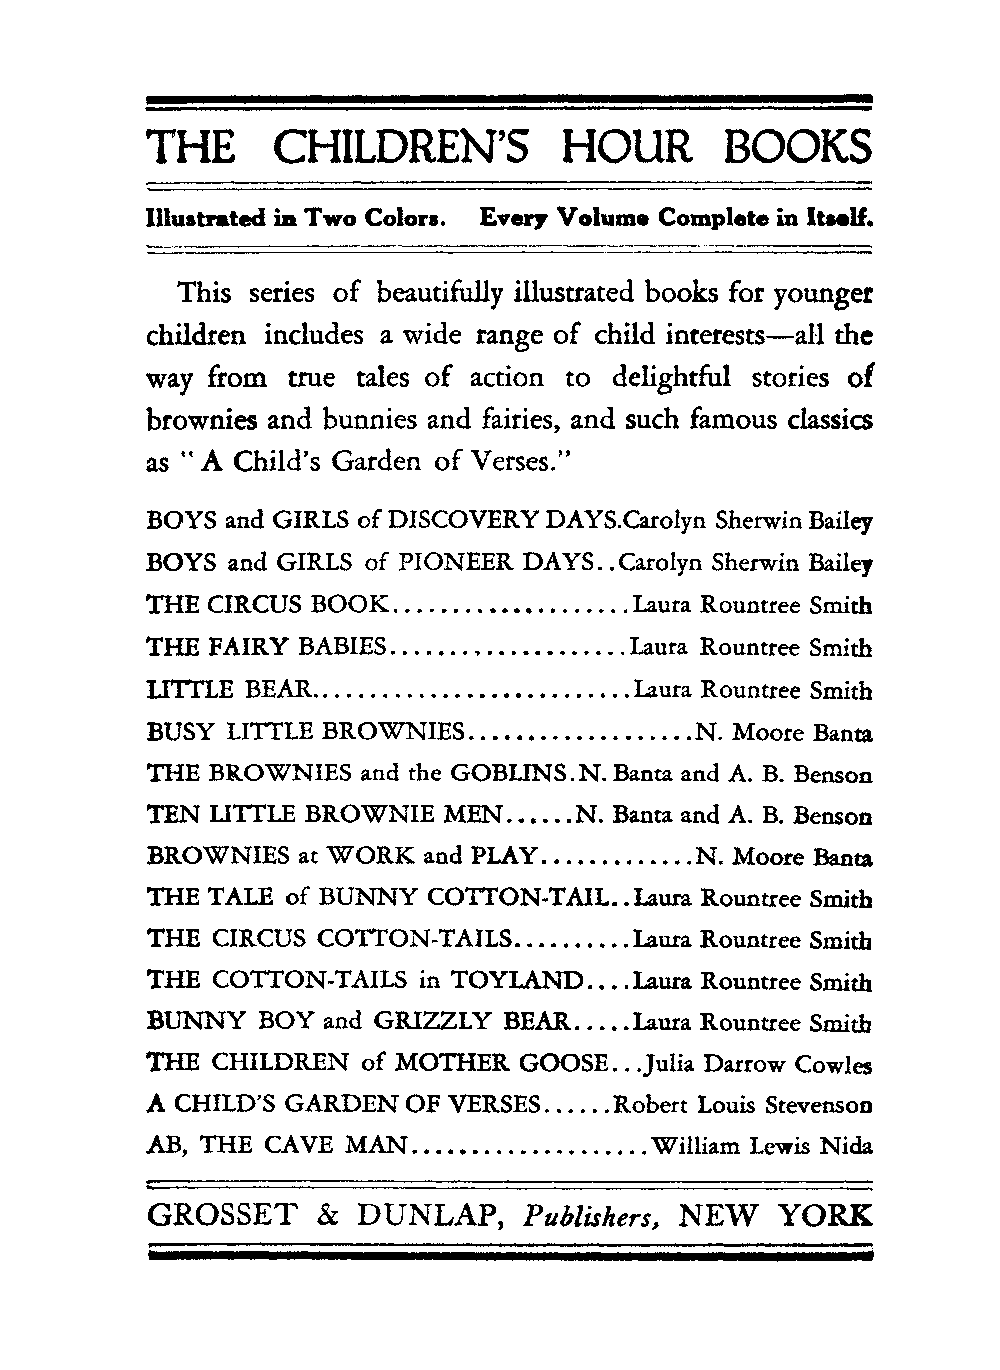 THE CHILDREN'S HOUR BOOKS
Illustrated in Two Colors. Every Volume Complete in Itself.
This series of beautifully illustrated books for younger
children includes a wide range of child interests—all the
way from true tales of action to delightful stories of
brownies and bunnies and fairies, and such famous classics
as "A Child's Garden of Verses."
BOYS and GIRLS of DISCOVERY DAYS.Carolyn Sherwin Bailey
BOYS and GIRLS of PIONEER DAYS..Carolyn Sherwin Bailey
THE CIRCUS BOOK....................Laura Rountree Smith
THE FAIRY BABIES....................Laura Rountree Smith
LITTLE BEAR...........................Laura Rountree Smith
BUSY LITTLE BROWNIES...................N. Moore Banta
THE BROWNIES and the GOBLINS.N. Banta and A. B. Benson
TEN LITTLE BROWNIE MEN......N. Banta and A. B. Benson
BROWNIES at WORK and PLAY.............N. Moore Banta
THE TALE of BUNNY COTTON-TAIL..Laura Rountree Smith
THE CIRCUS COTTON-TAILS..........Laura Rountree Smith
THE COTTON-TAILS in TOYLAND....Laura Rountree Smith
BUNNY BOY and GRIZZLY BEAR.....Laura Rountree Smith
THE CHILDREN of MOTHER GOOSE...Julia Darrow Cowles
A CHILD'S GARDEN OF VERSES......Robert Louis Stevenson
AB, THE CAVE MAN....................William Lewis Nida
GROSSET & DUNLAP, Publishers, NEW YORK